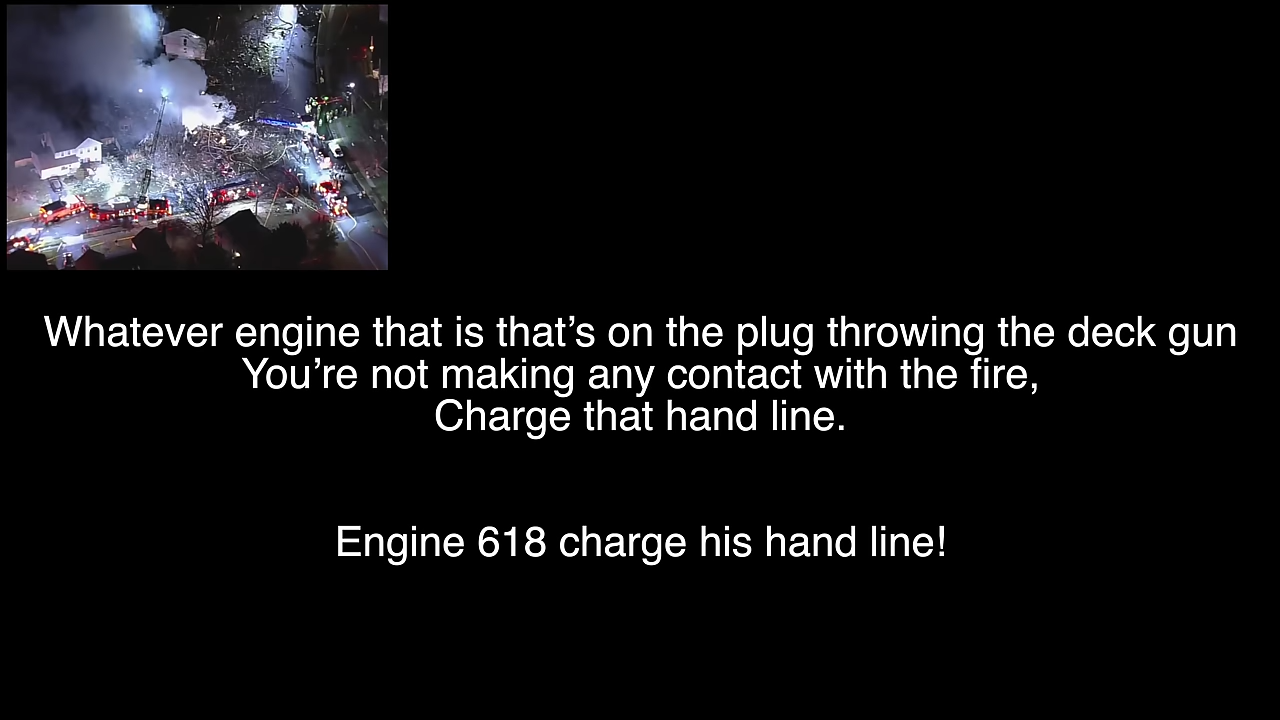 Whatever engine that is that’s on the plug throwing the deck gun
You’re not making any contact with the fire,
Charge that hand line.
Engine 618 charge his hand line!